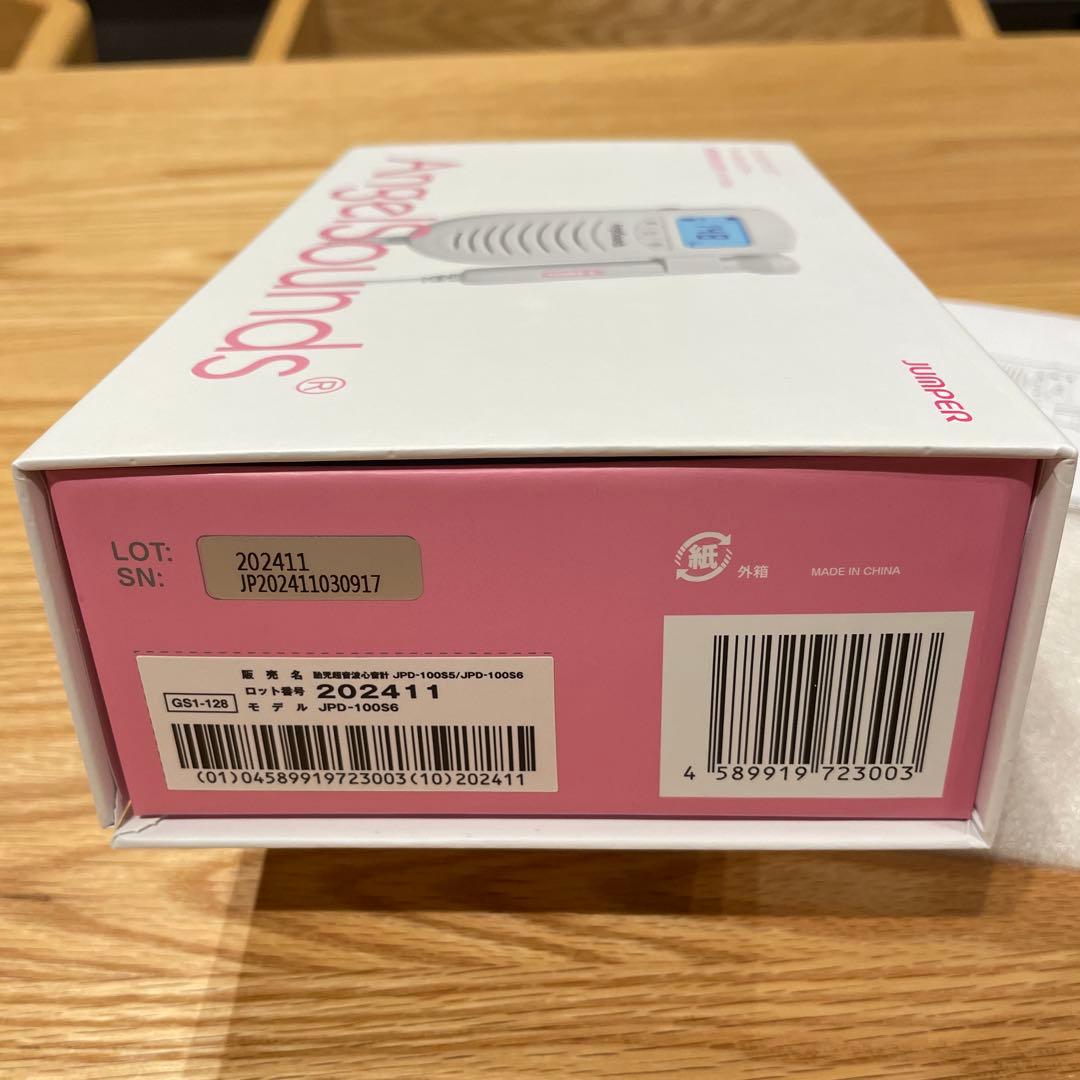 AngelSounds®
JUMPER
LOT: 202411
SN: JP202411030917
紙 外箱 MADE IN CHINA
販売名 胎児超音波心音計 JPD-100S5/JPD-100S6
ロット番号 202411
GS1-128 モデル JPD-100S6
(01)04589919723003(10)202411
4 589919 723003